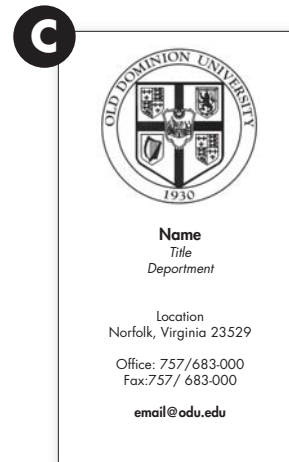 C
OLD DOMINION UNIVERSITY
1930
Name
Title
Department
Location
Norfolk, Virginia 23529
Office: 757/683-000
Fax:757/ 683-000
email@odu.edu